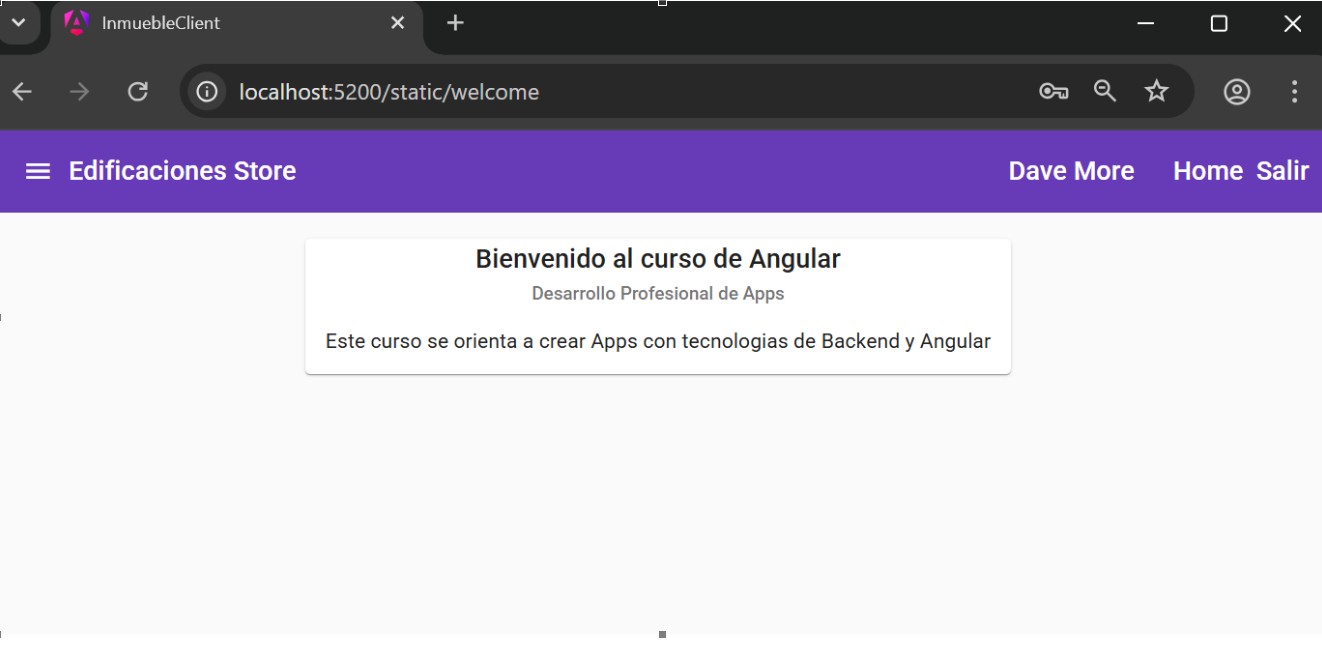 InmuebleClient
localhost:5200/static/welcome
Edificaciones Store Dave More Home Salir
Bienvenido al curso de Angular
Desarrollo Profesional de Apps
Este curso se orienta a crear Apps con tecnologias de Backend y Angular